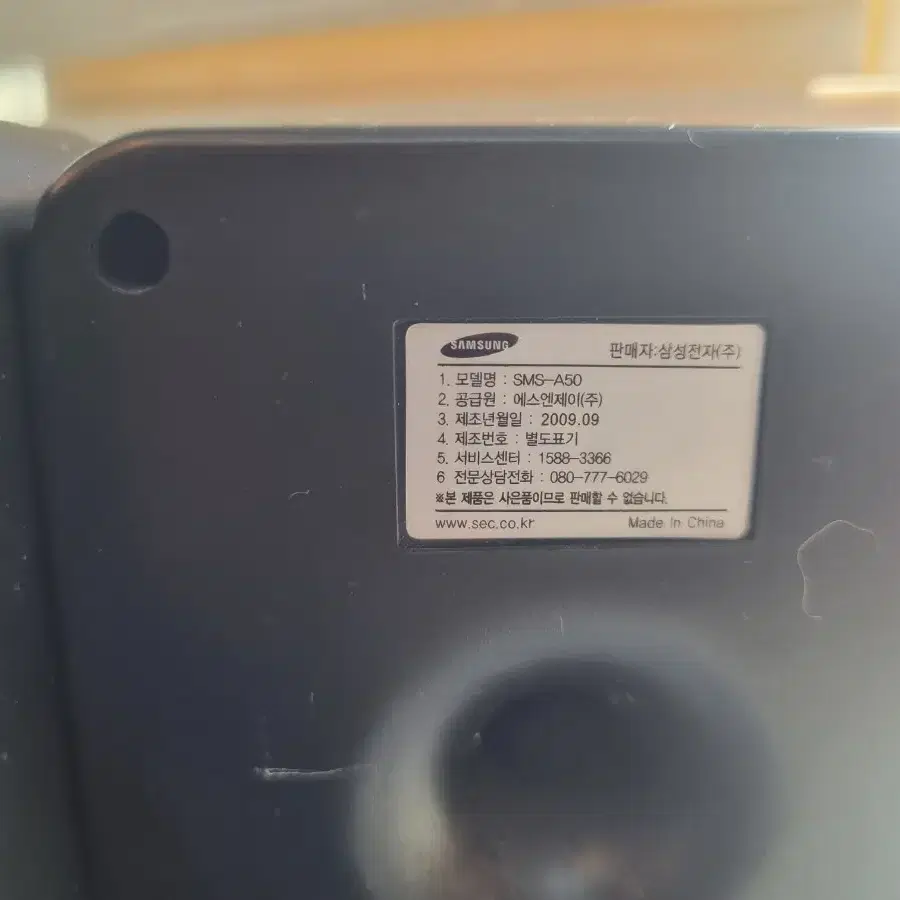 SAMSUNG 판매자:삼성전자(주)
1. 모델명 : SMS-A50
2. 공급원 : 에스엔제이(주)
3. 제조년월일 : 2009.09
4. 제조번호 : 별도표기
5. 서비스센터 : 1588-3366
6 전문상담전화 : 080-777-6029
※본 제품은 사은품이므로 판매할 수 없습니다.
www.sec.co.kr Made In China